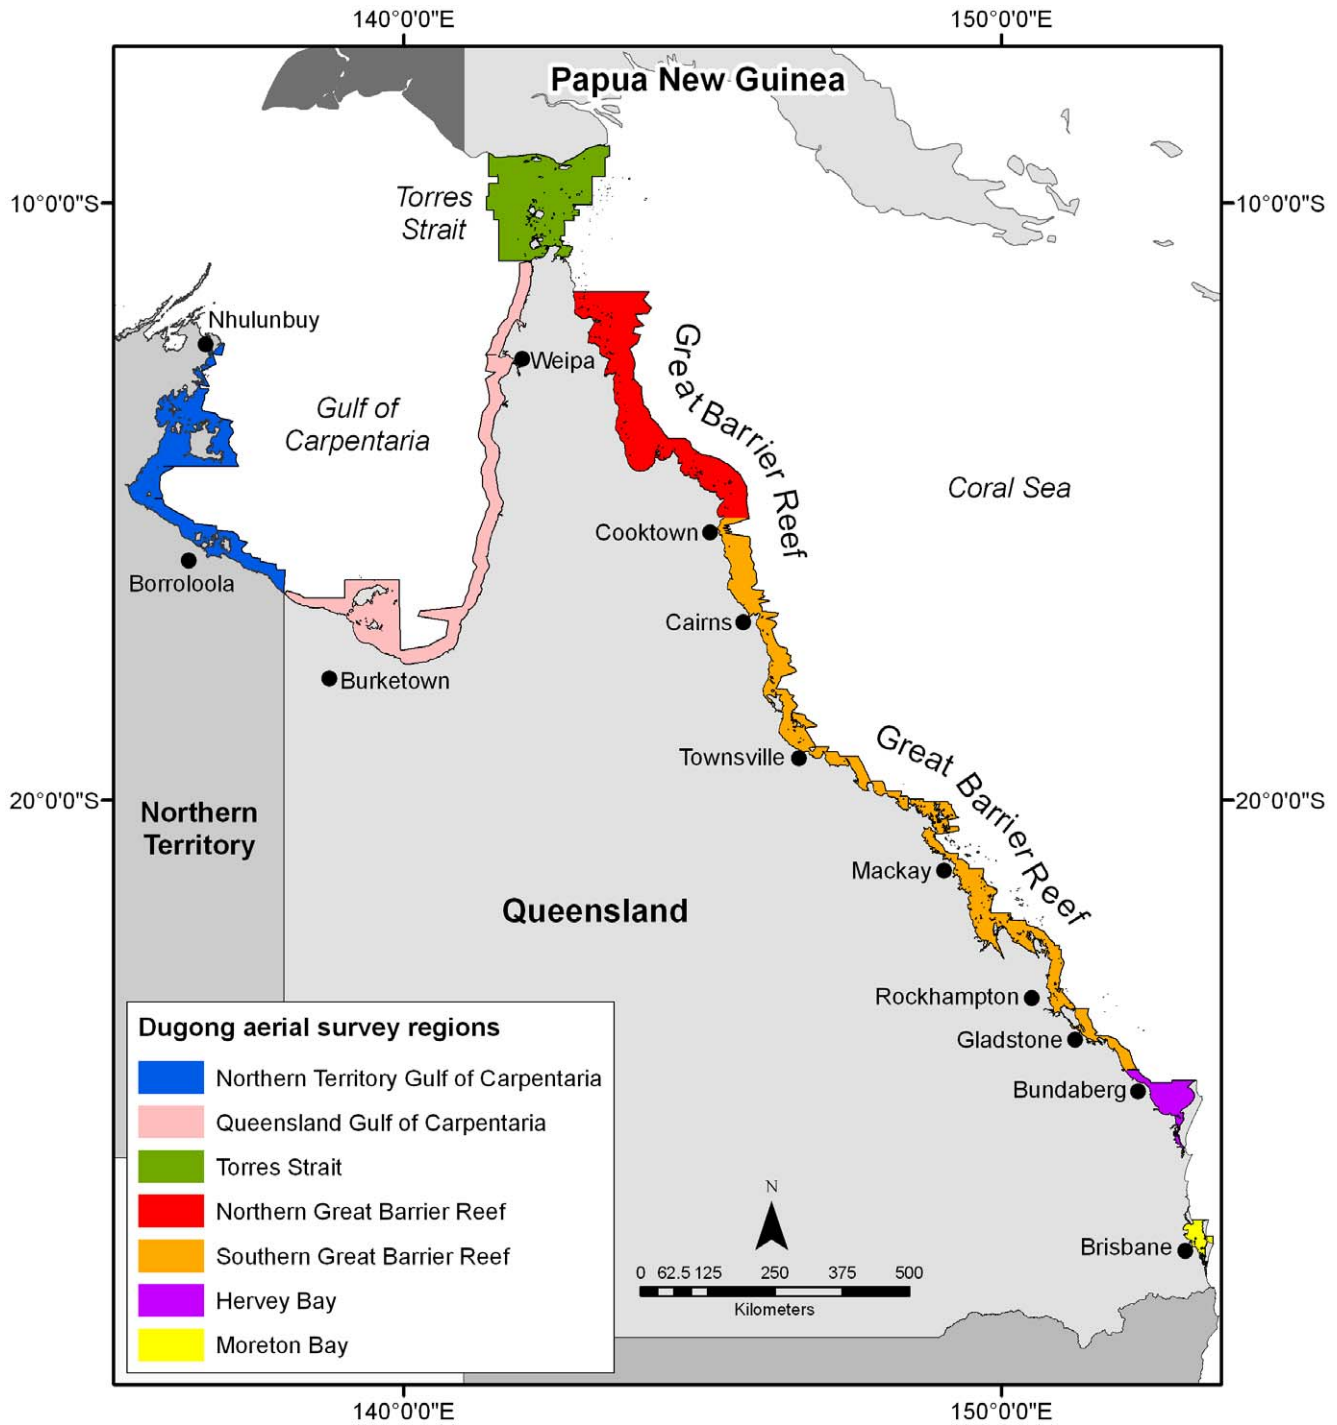 140°0'0"E
150°0'0"E
Papua New Guinea
Torres
Strait
10°0'0"S
10°0'0"S
Nhulunbuy
Weipa
Gulf of
Carpentaria
Great Barrier Reef
Coral Sea
Cooktown
Borroloola
Cairns
Burketown
Townsville
Great Barrier Reef
20°0'0"S
20°0'0"S
Northern
Territory
Mackay
Queensland
Rockhampton
Gladstone
Bundaberg
Dugong aerial survey regions
Northern Territory Gulf of Carpentaria
Queensland Gulf of Carpentaria
Torres Strait
Northern Great Barrier Reef
Southern Great Barrier Reef
Hervey Bay
Moreton Bay
N
Brisbane
0 62.5 125 250 375 500
Kilometers
140°0'0"E
150°0'0"E